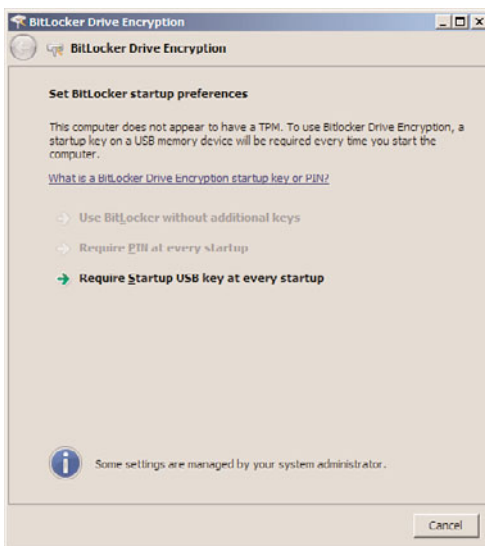 BitLocker Drive Encryption
BitLocker Drive Encryption
Set BitLocker startup preferences
This computer does not appear to have a TPM. To use Bitlocker Drive Encryption, a
startup key on a USB memory device will be required every time you start the
computer.
What is a BitLocker Drive Encryption startup key or PIN?
Use BitLocker without additional keys
Require PIN at every startup
Require Startup USB key at every startup
Some settings are managed by your system administrator.
Cancel